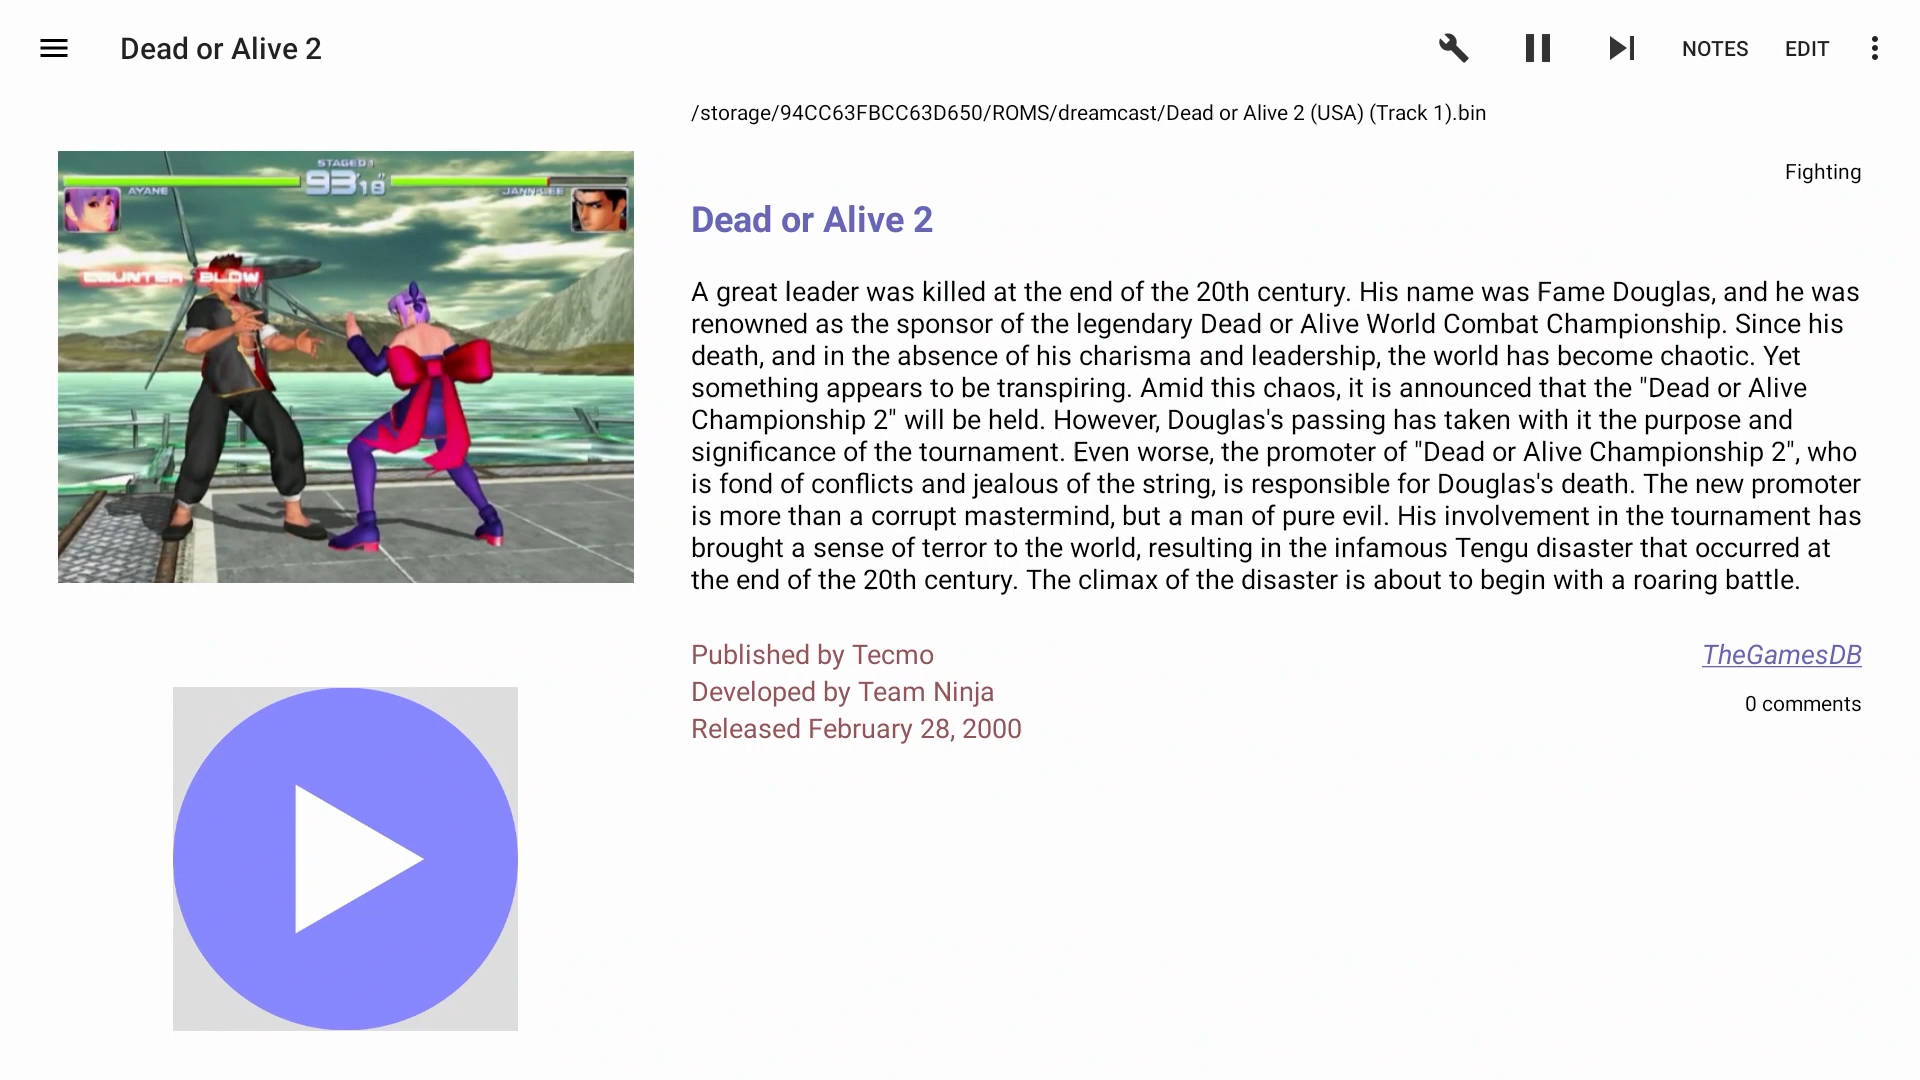 Dead or Alive 2
NOTES
EDIT
/storage/94CC63FBCC63D650/ROMS/dreamcast/Dead or Alive 2 (USA) (Track 1).bin
STAGE 1
93"18
AYANE
JANN-LEE
COUNTER BLOW
Fighting
Dead or Alive 2
A great leader was killed at the end of the 20th century. His name was Fame Douglas, and he was
renowned as the sponsor of the legendary Dead or Alive World Combat Championship. Since his
death, and in the absence of his charisma and leadership, the world has become chaotic. Yet
something appears to be transpiring. Amid this chaos, it is announced that the "Dead or Alive
Championship 2" will be held. However, Douglas's passing has taken with it the purpose and
significance of the tournament. Even worse, the promoter of "Dead or Alive Championship 2", who
is fond of conflicts and jealous of the string, is responsible for Douglas's death. The new promoter
is more than a corrupt mastermind, but a man of pure evil. His involvement in the tournament has
brought a sense of terror to the world, resulting in the infamous Tengu disaster that occurred at
the end of the 20th century. The climax of the disaster is about to begin with a roaring battle.
Published by Tecmo
Developed by Team Ninja
Released February 28, 2000
TheGamesDB
0 comments